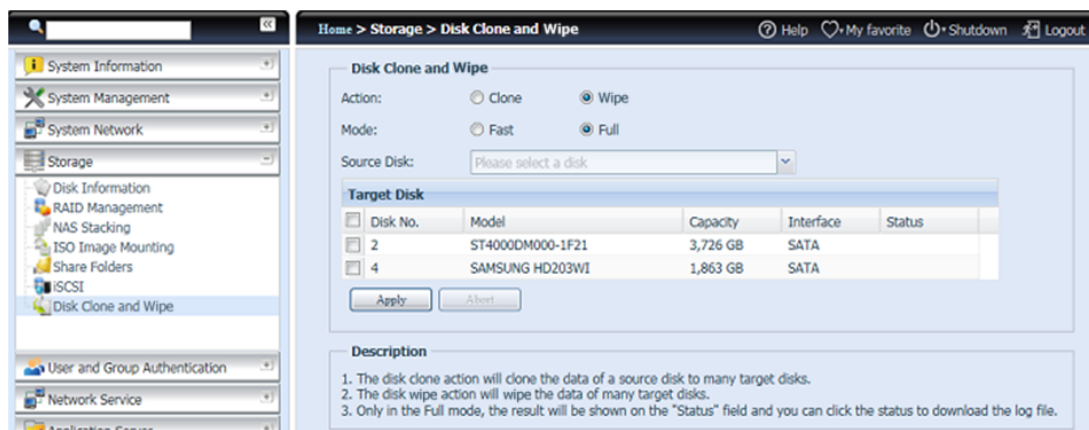 Home > Storage > Disk Clone and Wipe
Help
My favorite
Shutdown
Logout
System Information
System Management
System Network
Storage
Disk Information
RAID Management
NAS Stacking
ISO Image Mounting
Share Folders
iSCSI
Disk Clone and Wipe
User and Group Authentication
Network Service
Application Server
Disk Clone and Wipe
Action: Clone Wipe
Mode: Fast Full
Source Disk: Please select a disk
Target Disk
Disk No. Model Capacity Interface Status
2 ST4000DM000-1F21 3,726 GB SATA
4 SAMSUNG HD203WI 1,863 GB SATA
Apply Abort
Description
1. The disk clone action will clone the data of a source disk to many target disks.
2. The disk wipe action will wipe the data of many target disks.
3. Only in the Full mode, the result will be shown on the "Status" field and you can click the status to download the log file.